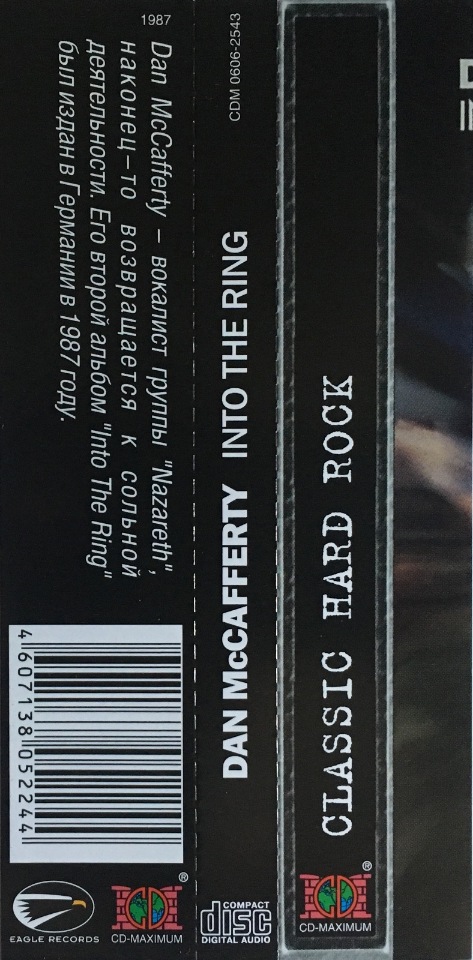 1987
Dan McCafferty – вокалист группы "Nazareth",
наконец-то возвращается к сольной
деятельности. Его второй альбом "Into The Ring"
был издан в Германии в 1987 году.
4 607138 052244
EAGLE RECORDS
CD
CD-MAXIMUM
®
CDM 0606-2543
DAN McCAFFERTY INTO THE RING
COMPACT
disc
DIGITAL AUDIO
CLASSIC HARD ROCK
CD
CD-MAXIMUM
®